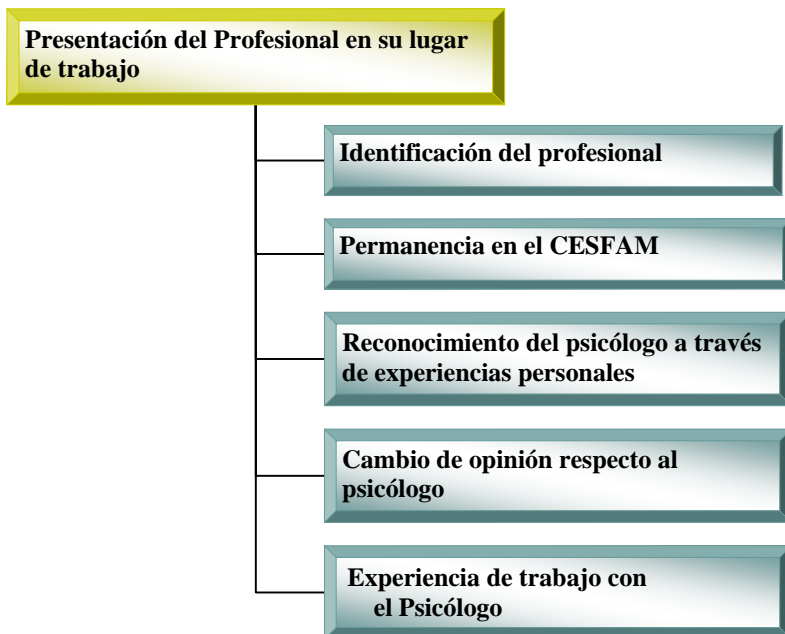 Presentación del Profesional en su lugar
de trabajo
Identificación del profesional
Permanencia en el CESFAM
Reconocimiento del psicólogo a través
de experiencias personales
Cambio de opinión respecto al
psicólogo
Experiencia de trabajo con
el Psicólogo